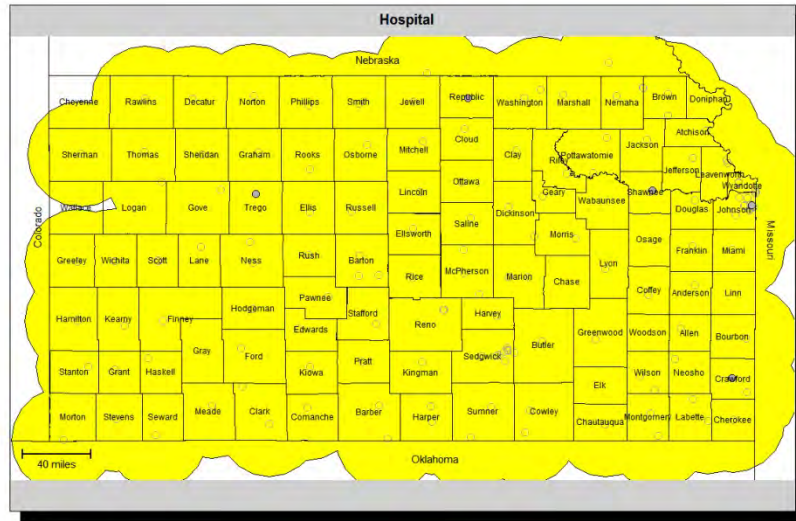 Hospital
Nebraska
Cheyenne Rawlins Decatur Norton Phillips Smith Jewell Republic Washington Marshall Nemaha Brown Doniphan
Atchison
Sherman Thomas Sheridan Graham Rooks Osborne Mitchell Cloud Clay Riley Pottawatomie Jackson Jefferson Leavenworth
Wyandotte
Wallace Logan Gove Trego Ellis Russell Lincoln Ottawa Dickinson Geary Wabaunsee Shawnee Douglas Johnson
Colorado
Missouri
Saline Morris Osage Franklin Miami
Greeley Wichita Scott Lane Ness Rush Barton Ellsworth Rice McPherson Marion Chase Lyon
Coffey Anderson Linn
Hamilton Kearny Finney Hodgeman Pawnee Stafford Reno Harvey
Edwards
Gray Ford Sedgwick Butler Greenwood Woodson Allen Bourbon
Stanton Grant Haskell Kiowa Pratt Kingman Elk Wilson Neosho Crawford
Morton Stevens Seward Meade Clark Comanche Barber Harper Sumner Cowley Chautauqua Montgomery Labette Cherokee
40 miles
Oklahoma